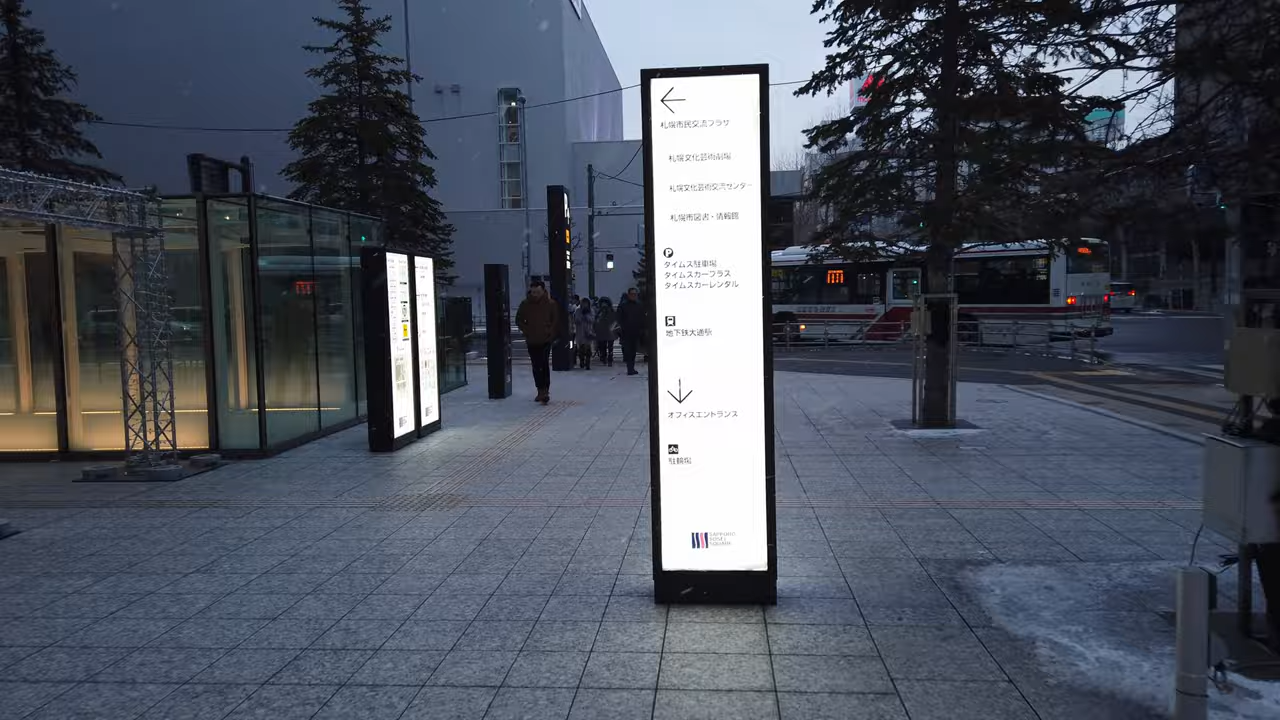 札幌市民交流プラザ
札幌文化芸術劇場
札幌文化芸術交流センター
札幌市図書・情報館
P
タイムズ駐車場
タイムズカープラス
タイムズカーレンタル
地下鉄大通駅
オフィスエントランス
駐輪場
SAPPORO
SOSEI
SQUARE